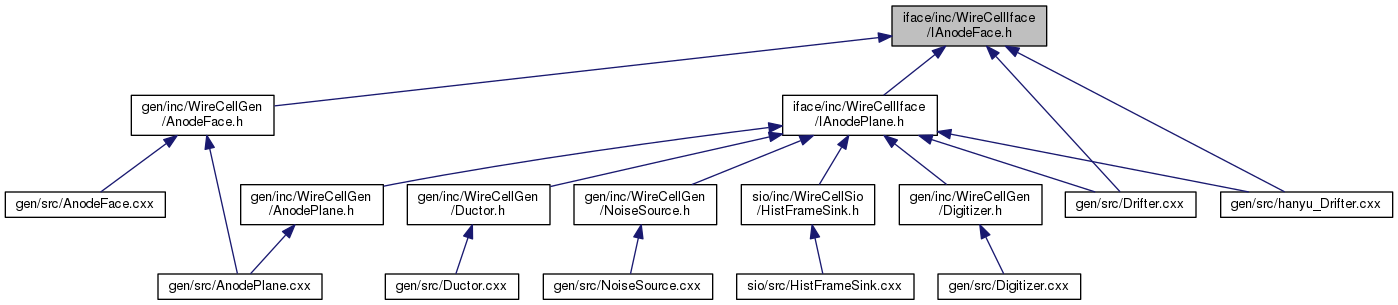 iface/inc/WireCellIface
/IAnodeFace.h
gen/inc/WireCellGen
/AnodeFace.h
iface/inc/WireCellIface
/IAnodePlane.h
gen/src/AnodeFace.cxx
gen/inc/WireCellGen
/AnodePlane.h
gen/inc/WireCellGen
/Ductor.h
gen/inc/WireCellGen
/NoiseSource.h
sio/inc/WireCellSio
/HistFrameSink.h
gen/inc/WireCellGen
/Digitizer.h
gen/src/Drifter.cxx
gen/src/hanyu_Drifter.cxx
gen/src/AnodePlane.cxx
gen/src/Ductor.cxx
gen/src/NoiseSource.cxx
sio/src/HistFrameSink.cxx
gen/src/Digitizer.cxx